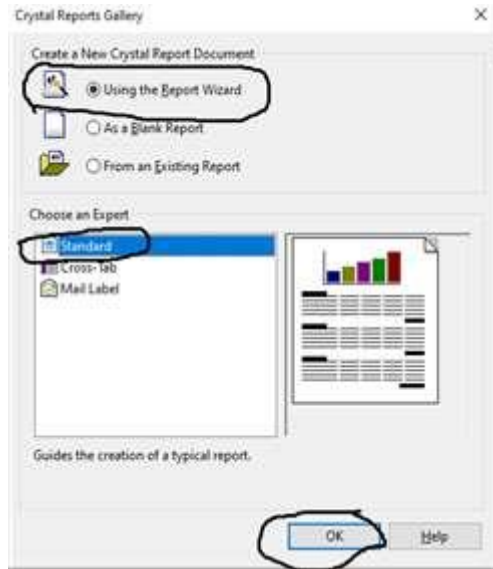 Crystal Reports Gallery
Create a New Crystal Report Document
Using the Report Wizard
As a Blank Report
From an Existing Report
Choose an Expert
Standard
Cross-Tab
Mail Label
Guides the creation of a typical report.
OK Help